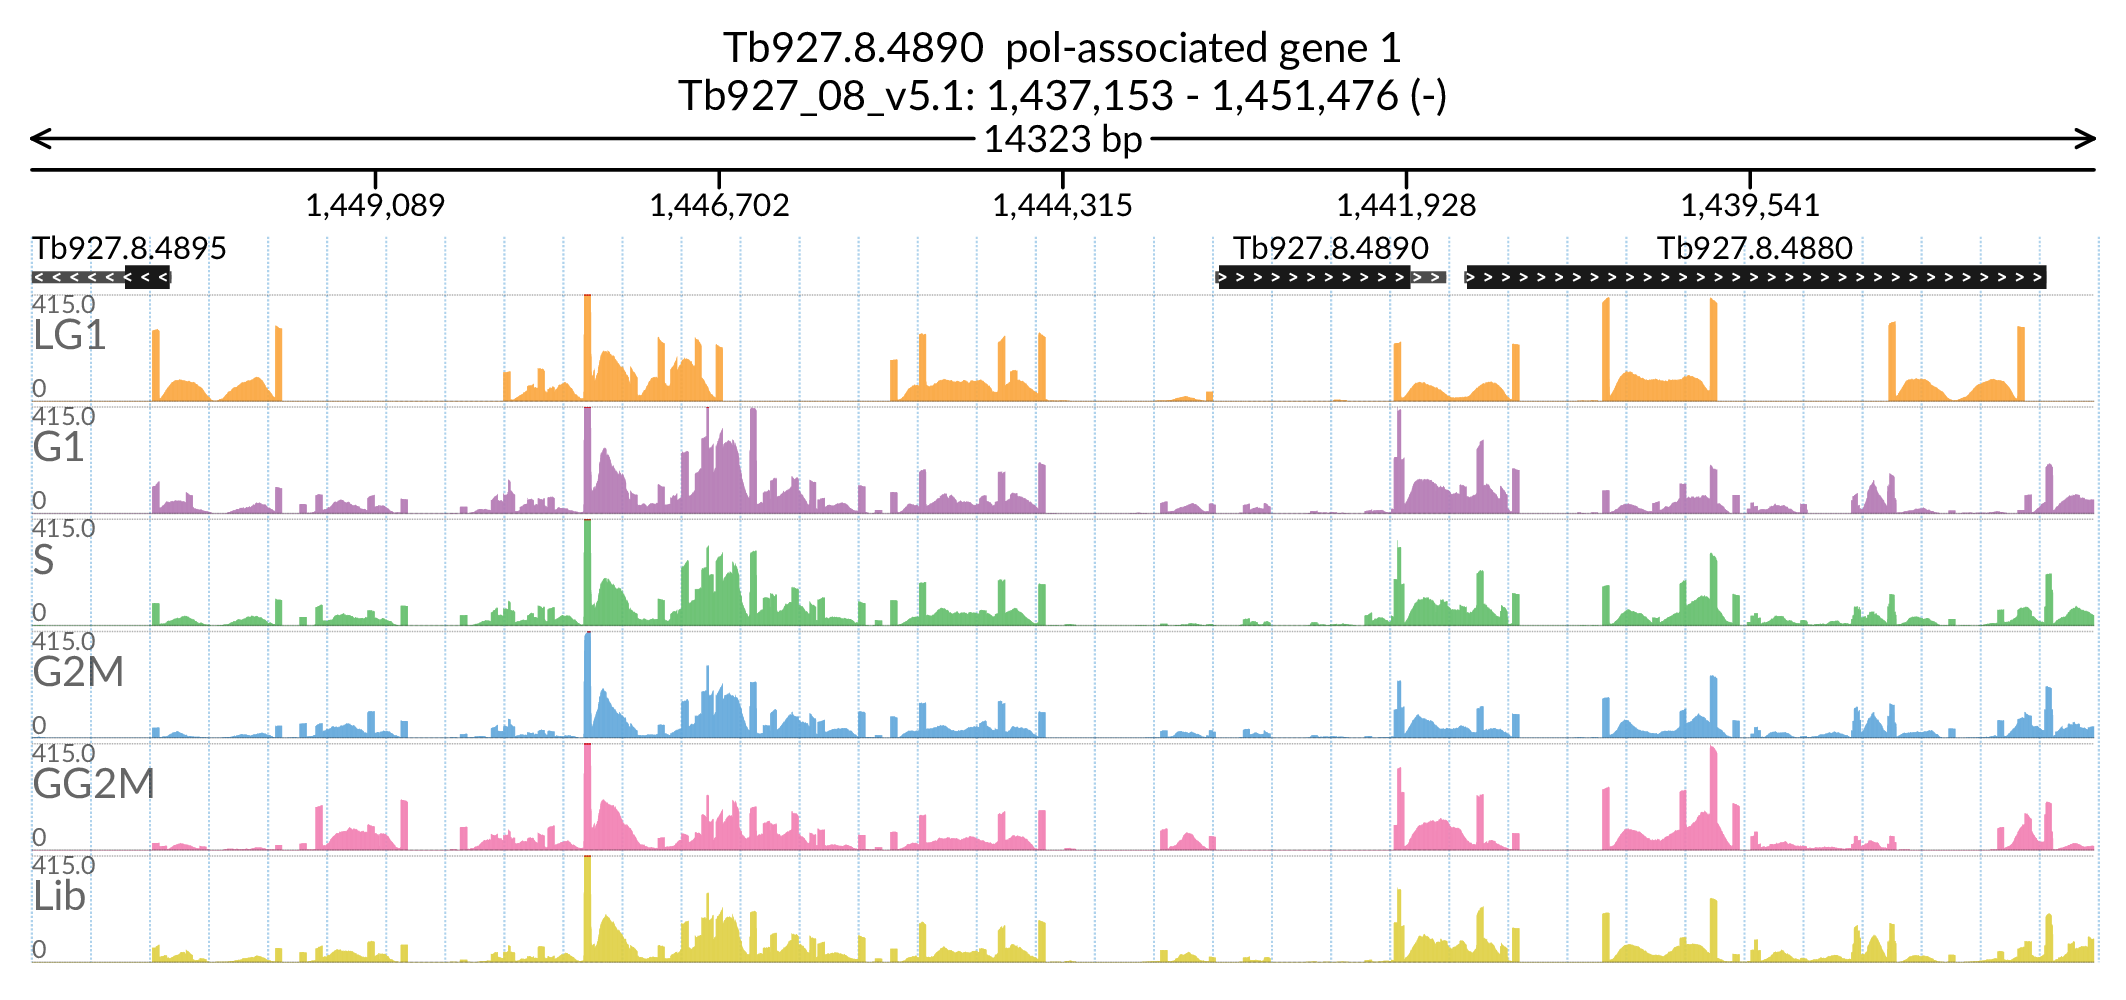 Tb927.8.4890 pol-associated gene 1
Tb927_08_v5.1: 1,437,153 - 1,451,476 (-)
14323 bp
1,449,089 1,446,702 1,444,315 1,441,928 1,439,541
Tb927.8.4895 Tb927.8.4890 Tb927.8.4880
415.0
LG1
0
415.0
G1
0
415.0
S
0
415.0
G2M
0
415.0
GG2M
0
415.0
Lib
0